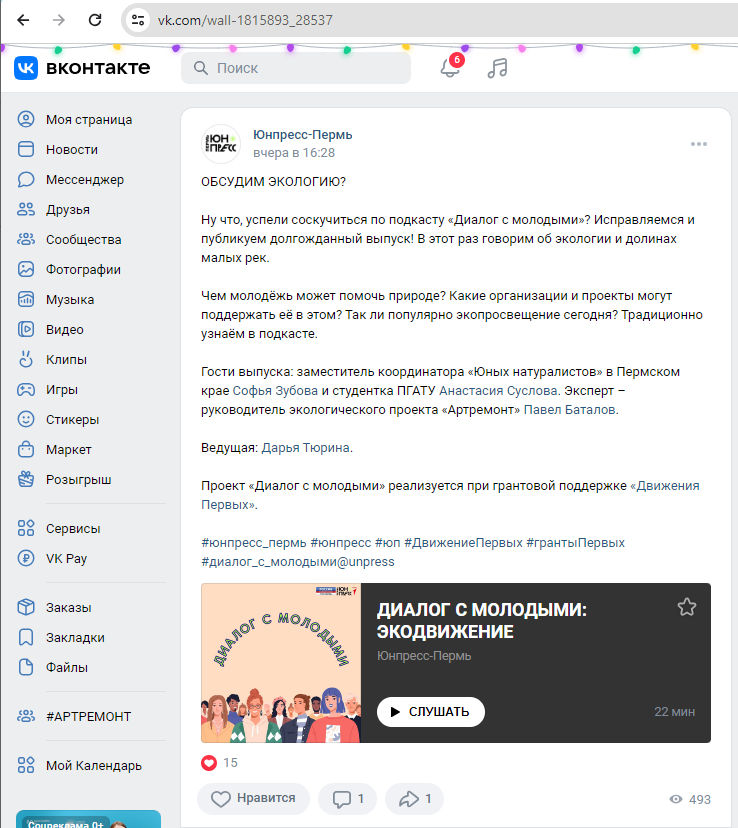 vk.com/wall-1815893_28537
ВКОНТАКТЕ
Поиск
6
Моя страница
Новости
Мессенджер
Друзья
Сообщества
Фотографии
Музыка
Видео
Клипы
Игры
Стикеры
Маркет
Розыгрыш
Сервисы
VK Pay
Заказы
Закладки
Файлы
#АРТРЕМОНТ
Мой Календарь
Соцреклама 0+
ЮН
ПРЕСС
Юнпресс-Пермь
вчера в 16:28
ОБСУДИМ ЭКОЛОГИЮ?
Ну что, успели соскучиться по подкасту «Диалог с молодыми»? Исправляемся и
публикуем долгожданный выпуск! В этот раз говорим об экологии и долинах
малых рек.
Чем молодёжь может помочь природе? Какие организации и проекты могут
поддержать её в этом? Так ли популярно экопросвещение сегодня? Традиционно
узнаём в подкасте.
Гости выпуска: заместитель координатора «Юных натуралистов» в Пермском
крае Софья Зубова и студентка ПГАТУ Анастасия Суслова. Эксперт –
руководитель экологического проекта «Артремонт» Павел Баталов.
Ведущая: Дарья Тюрина.
Проект «Диалог с молодыми» реализуется при грантовой поддержке «Движения
Первых».
#юнпресс_пермь #юнпресс #юп #ДвижениеПервых #грантыПервых
#диалог_с_молодыми@unpress
ДИАЛОГ С МОЛОДЫМИ
ДИАЛОГ С МОЛОДЫМИ:
ЭКОДВИЖЕНИЕ
Юнпресс-Пермь
СЛУШАТЬ
22 мин
15
Нравится
1
1
493